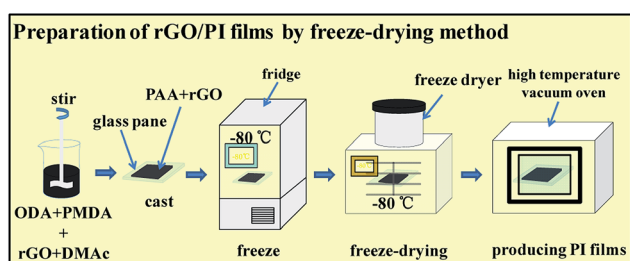 Preparation of rGO/PI films by freeze-drying method
stir
glass pane
PAA+rGO
ODA+PMDA
+
rGO+DMAc
cast
fridge
-80 ℃
-80 ℃
freeze
freeze dryer
-80 ℃
freeze-drying
high temperature
vacuum oven
producing PI films